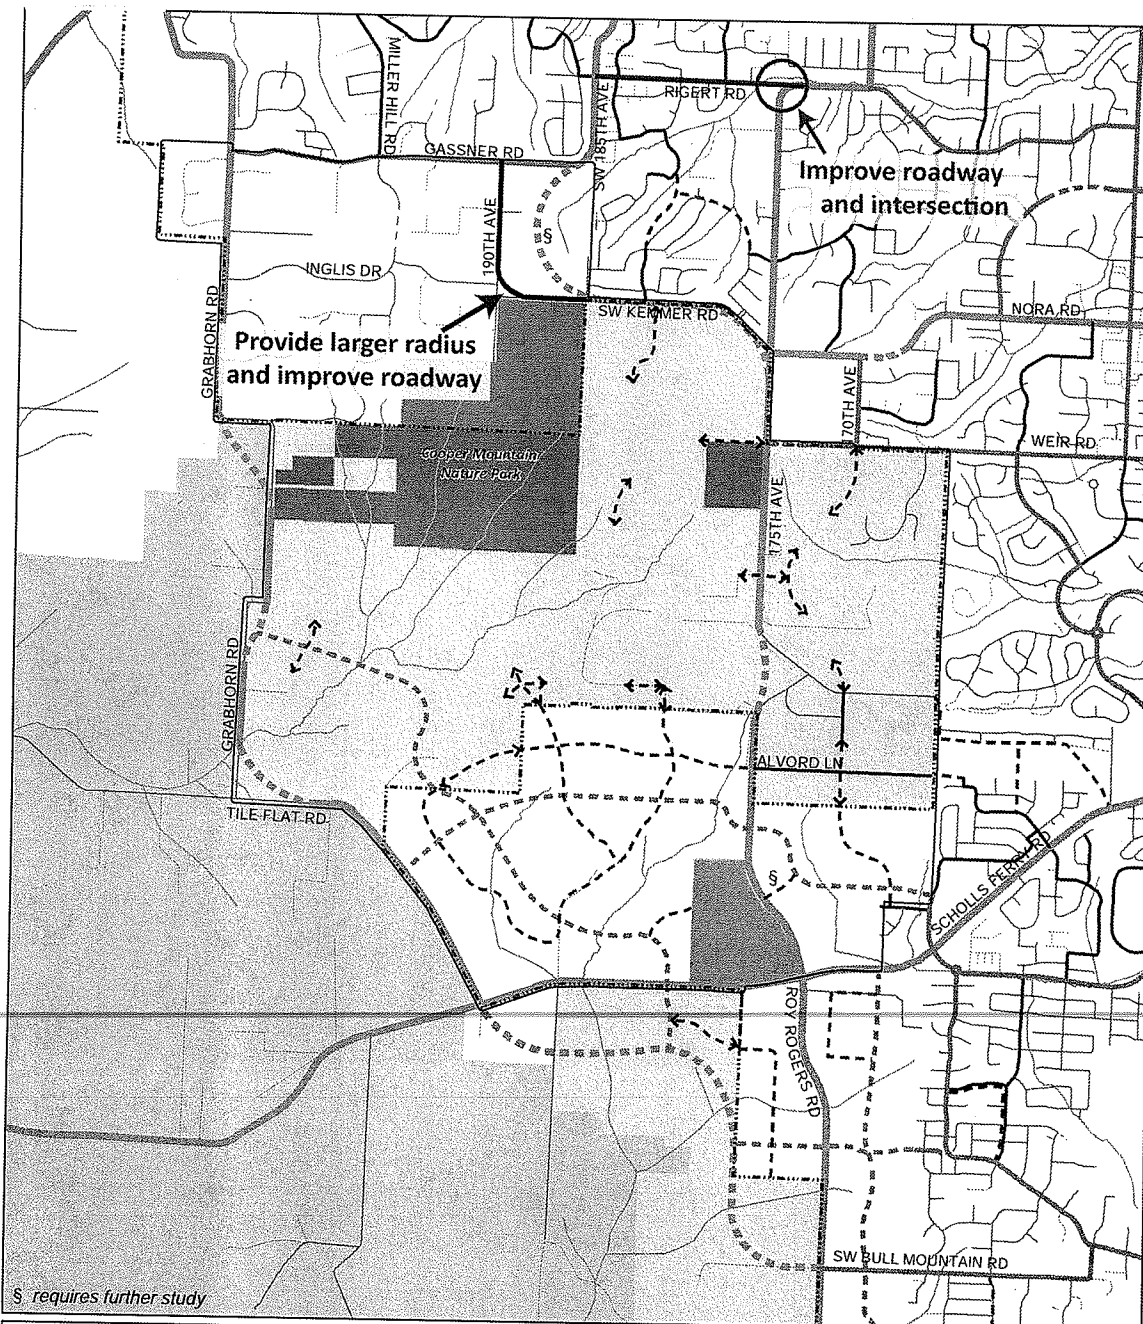 MILLER HILL RD
RIGERT RD
SW 185TH AVE
GASSNER RD
Improve roadway
and intersection
190TH AVE
§
INGLIS DR
GRABHORN RD
SW KEMMER RD
NORA RD
Provide larger radius
and improve roadway
70TH AVE
WEIR RD
Cooper Mountain
Nature Park
175TH AVE
GRABHORN RD
ALVORD LN
TILE FLAT RD
SCHOLLS FERRY RD
§
ROY ROGERS RD
SW BULL MOUNTAIN RD
§ requires further study